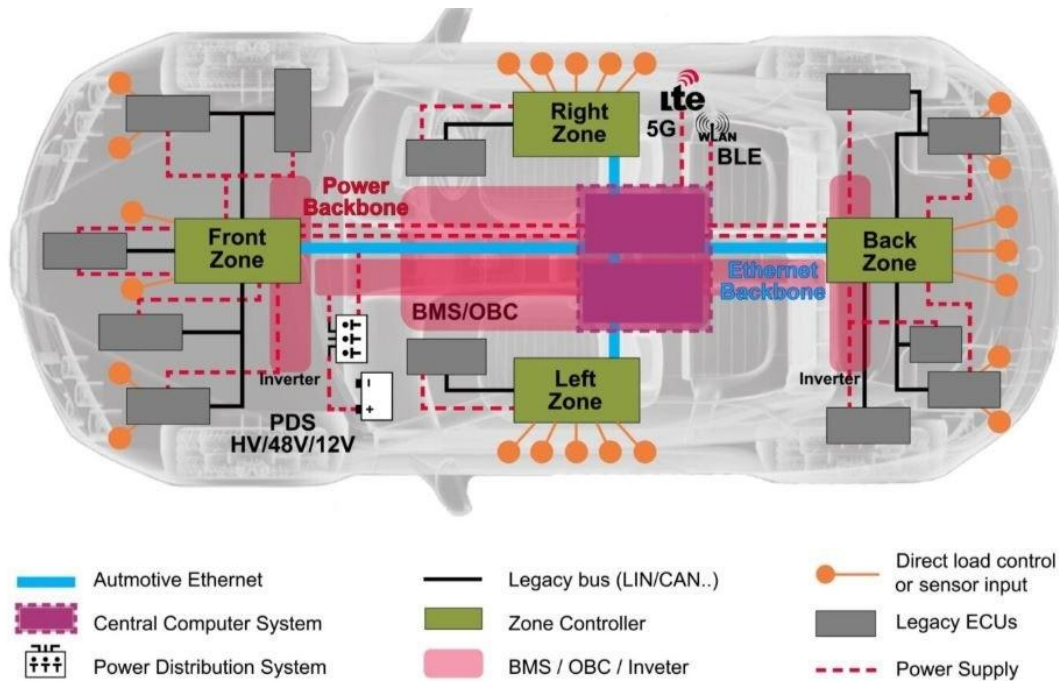 Right
Zone
lte
5G
WLAN
BLE
Power
Backbone
Front
Zone
Back
Zone
Ethernet
Backbone
BMS/OBC
Inverter
Inverter
Left
Zone
PDS
HV/48V/12V
Autmotive Ethernet
Legacy bus (LIN/CAN..)
Direct load control
or sensor input
Central Computer System
Zone Controller
Legacy ECUs
Power Distribution System
BMS / OBC / Inveter
Power Supply